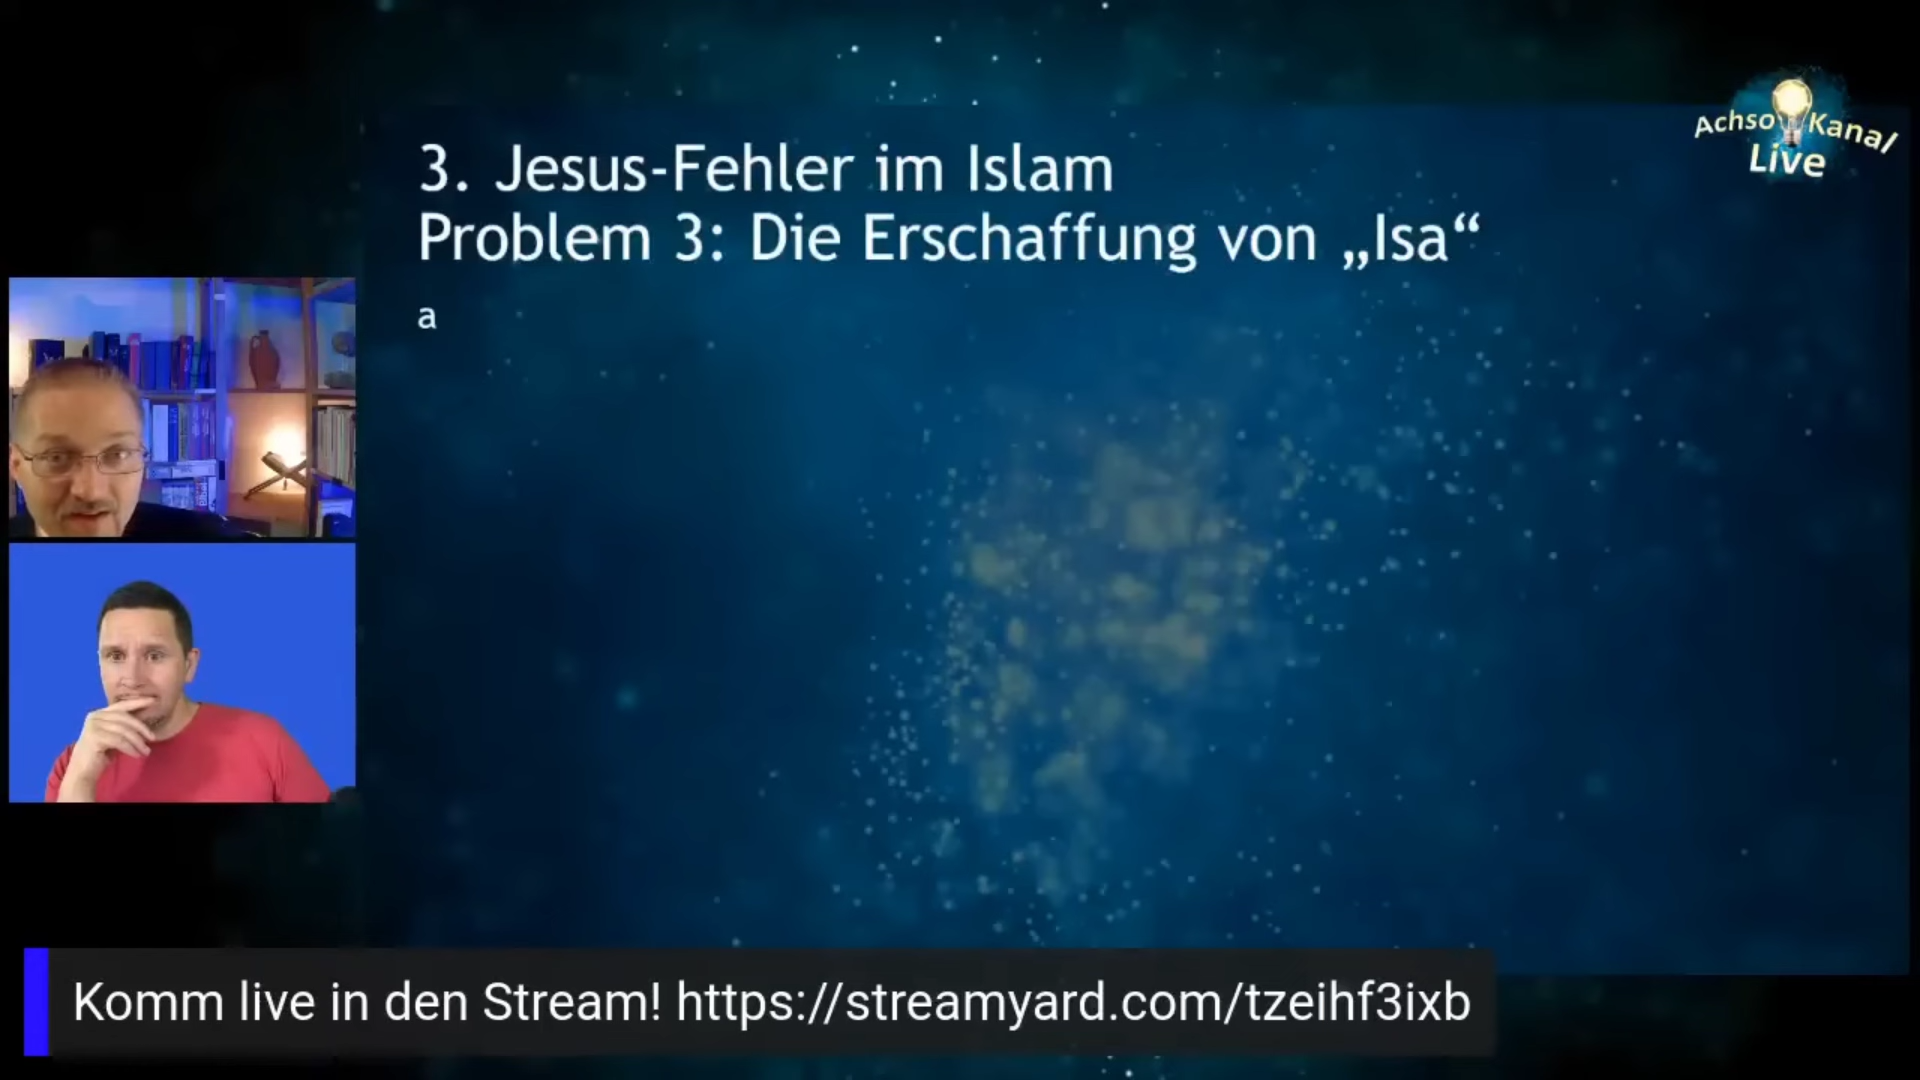 Achso Kanal
Live
3. Jesus-Fehler im Islam
Problem 3: Die Erschaffung von „Isa“
a
Komm live in den Stream! https://streamyard.com/tzeihf3ixb